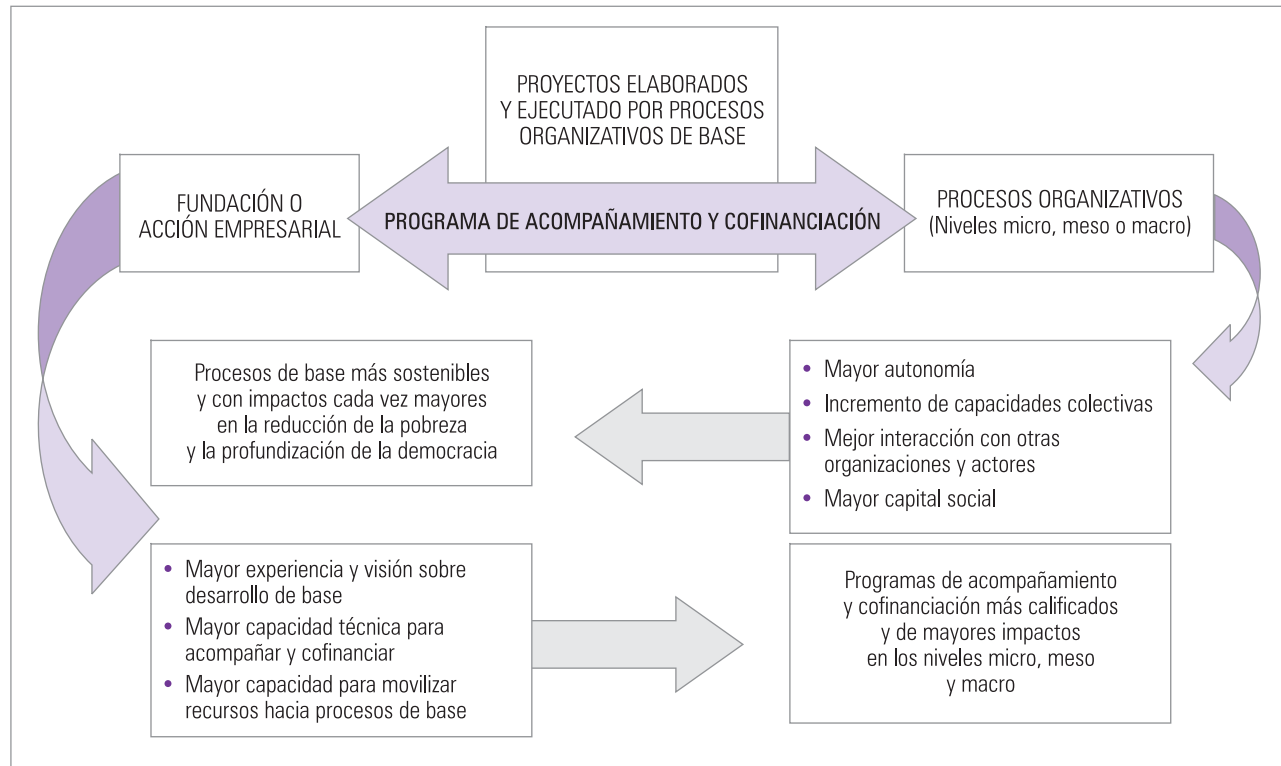 PROYECTOS ELABORADOS
Y EJECUTADO POR PROCESOS
ORGANIZATIVOS DE BASE
FUNDACIÓN O
ACCIÓN EMPRESARIAL
PROGRAMA DE ACOMPAÑAMIENTO Y COFINANCIACIÓN
PROCESOS ORGANIZATIVOS
(Niveles micro, meso o macro)
Procesos de base más sostenibles
y con impactos cada vez mayores
en la reducción de la pobreza
y la profundización de la democracia
• Mayor autonomía
• Incremento de capacidades colectivas
• Mejor interacción con otras
organizaciones y actores
• Mayor capital social
• Mayor experiencia y visión sobre
desarrollo de base
• Mayor capacidad técnica para
acompañar y cofinanciar
• Mayor capacidad para movilizar
recursos hacia procesos de base
Programas de acompañamiento
y cofinanciación más calificados
y de mayores impactos
en los niveles micro, meso
y macro